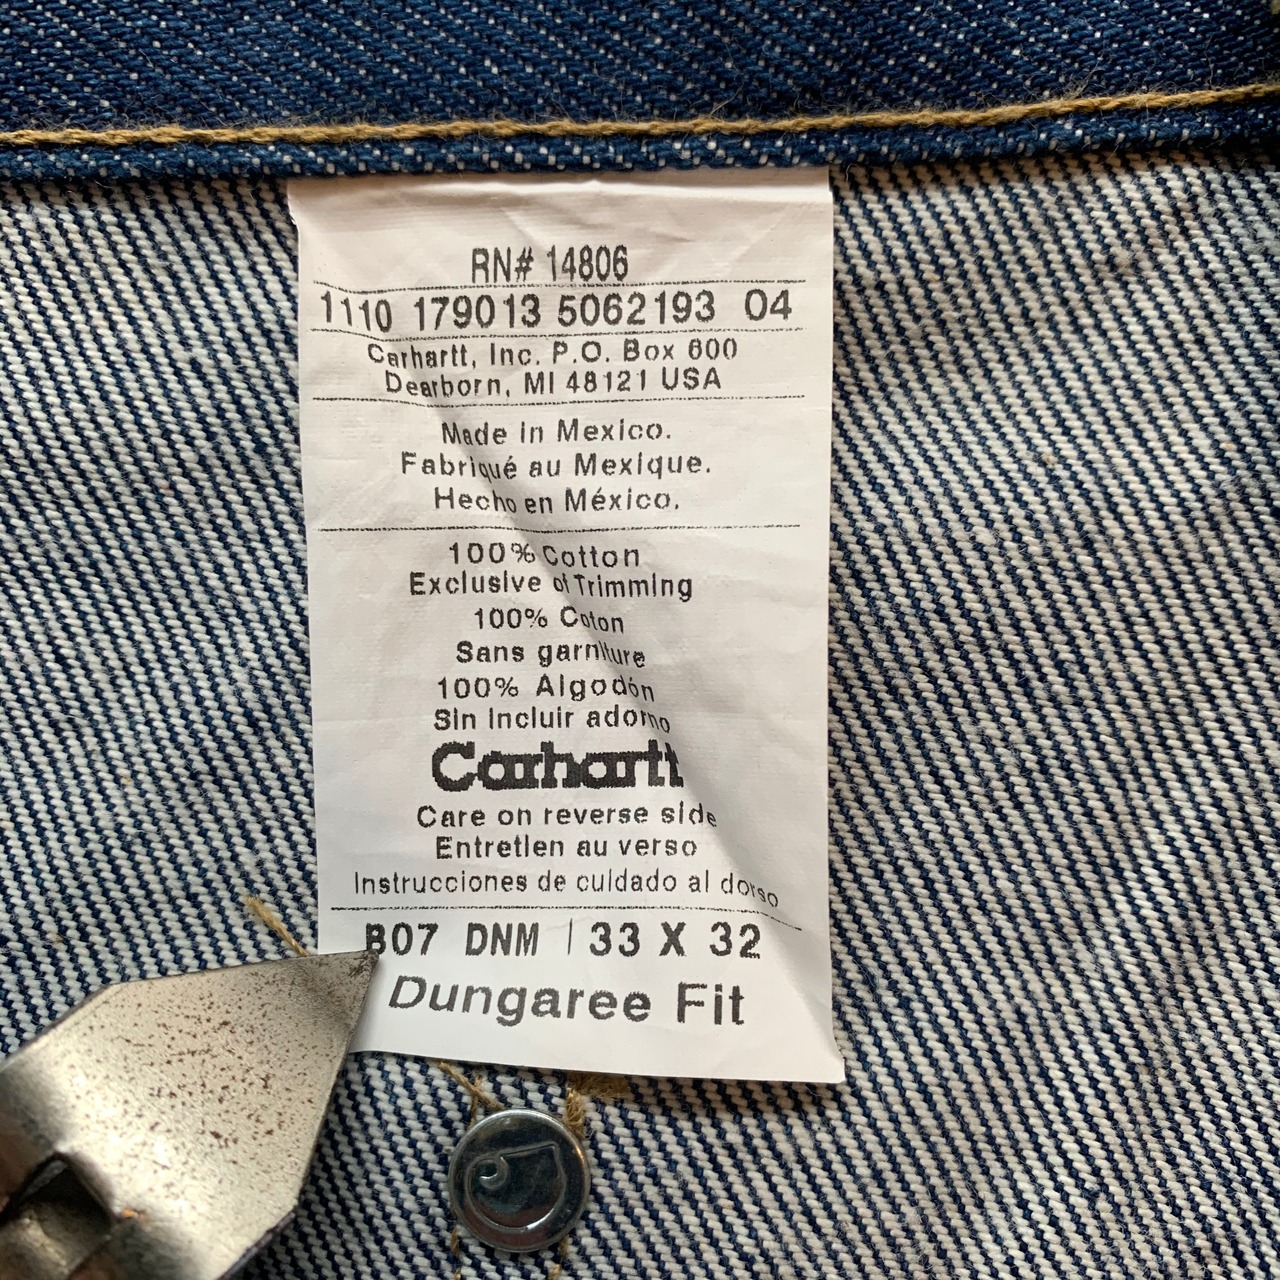 RN# 14806
1110 179013 5062193 04
Carhartt, Inc. P.O. Box 600
Dearborn, MI 48121 USA
Made in Mexico.
Fabriqué au Mexique.
Hecho en México.
100% Cotton
Exclusive of Trimming
100% Coton
Sans garniture
100% Algodón
Sin incluir adorno
Carhartt
Care on reverse side
Entretien au verso
Instrucciones de cuidado al dorso
B07 DNM | 33 X 32
Dungaree Fit